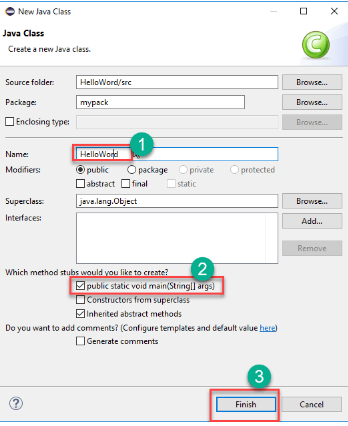 New Java Class
Java Class
Create a new Java class.
Source folder: HelloWord/src Browse...
Package: mypack Browse...
Enclosing type: Browse...
Name: HelloWord
1
Modifiers: public package private protected
abstract final static
Superclass: java.lang.Object Browse...
Interfaces: Add...
Remove
2
Which method stubs would you like to create?
public static void main(String[] args)
Constructors from superclass
Inherited abstract methods
Do you want to add comments? (Configure templates and default value here)
Generate comments
3
? Finish Cancel